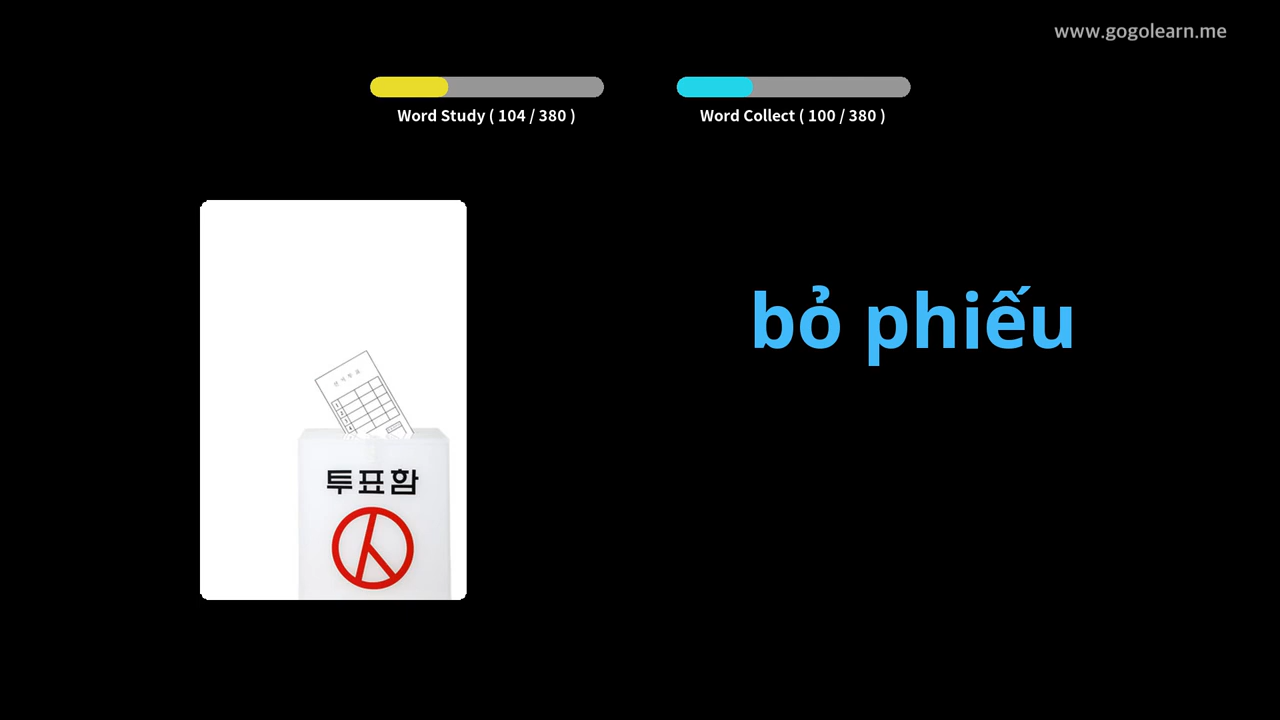 www.gogolearn.me
Word Study ( 104 / 380 )
Word Collect ( 100 / 380 )
bỏ phiếu
투표함